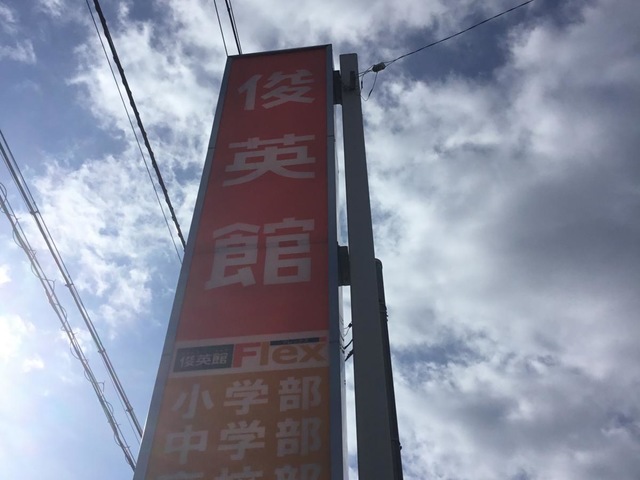 俊
英
館
俊英館 Flex
小学部
中学部